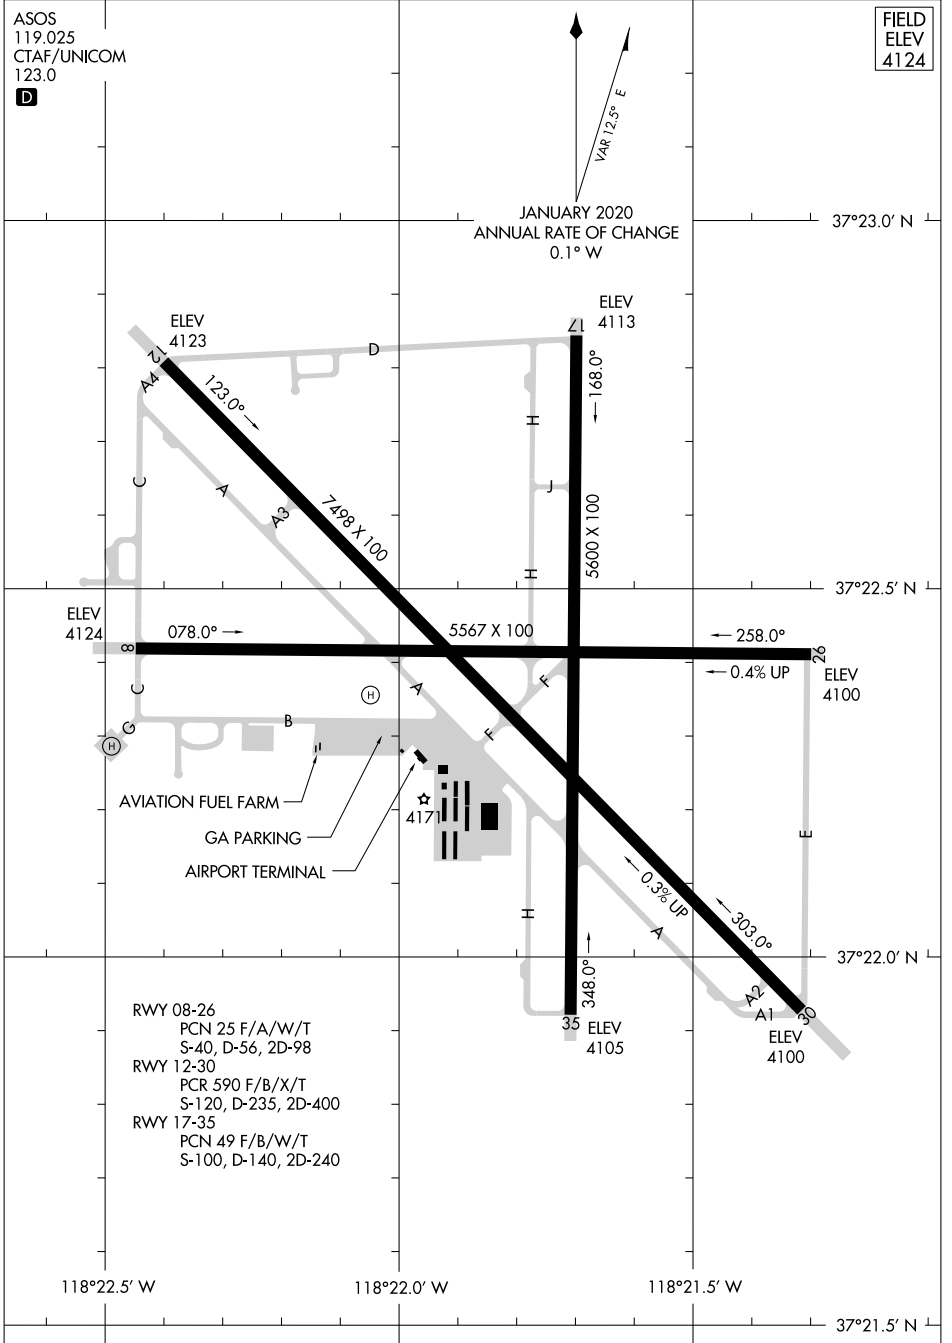 ASOS
119.025
CTAF/UNICOM
123.0
D
FIELD
ELEV
4124
VAR 12.5° E
JANUARY 2020
ANNUAL RATE OF CHANGE
0.1° W
37°23.0' N
ELEV
4123
12
A4
D
ELEV
4113
17
123.0°
168.0°
H
C
A
A3
J
7498 X 100
5600 X 100
H
37°22.5' N
ELEV
4124
8
078.0°
5567 X 100
258.0°
0.4% UP
26
ELEV
4100
C
H
A
F
G
B
F
H
AVIATION FUEL FARM
4171
GA PARKING
AIRPORT TERMINAL
E
0.3% UP
303.0°
H
A
348.0°
37°22.0' N
A2
A1
30
ELEV
4100
35
ELEV
4105
RWY 08-26
PCN 25 F/A/W/T
S-40, D-56, 2D-98
RWY 12-30
PCR 590 F/B/X/T
S-120, D-235, 2D-400
RWY 17-35
PCN 49 F/B/W/T
S-100, D-140, 2D-240
118°22.5' W
118°22.0' W
118°21.5' W
37°21.5' N